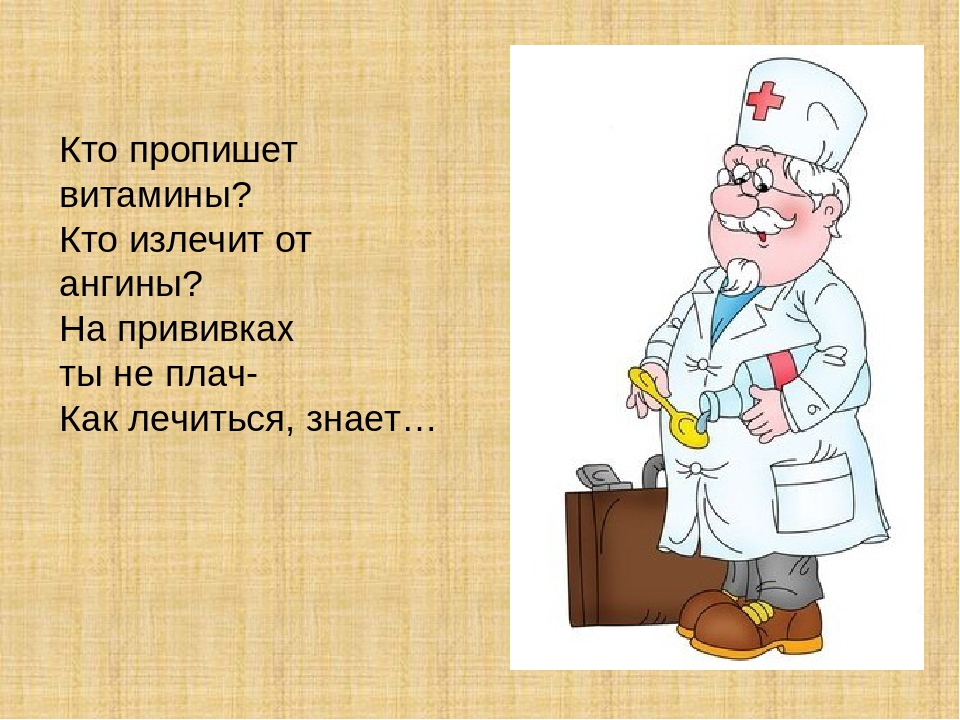 Кто пропишет
витамины?
Кто излечит от
ангины?
На прививках
ты не плач-
Как лечиться, знает…